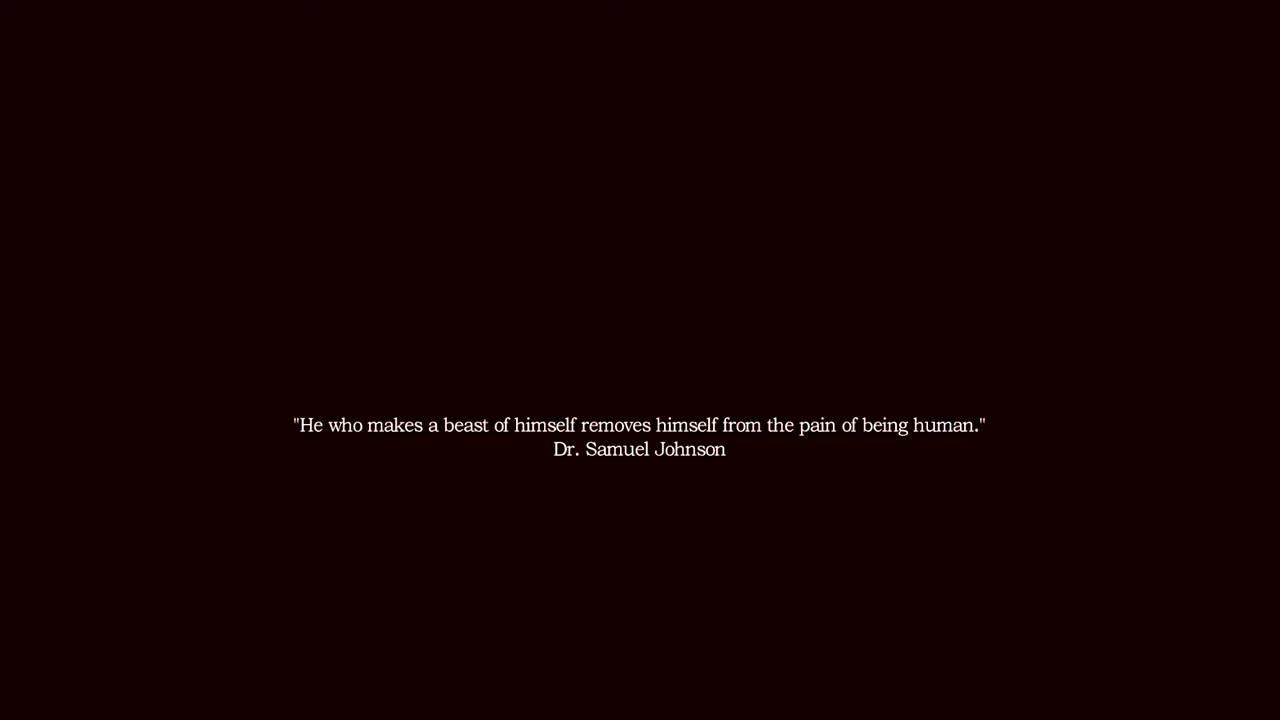 "He who makes a beast of himself removes himself from the pain of being human."
Dr. Samuel Johnson